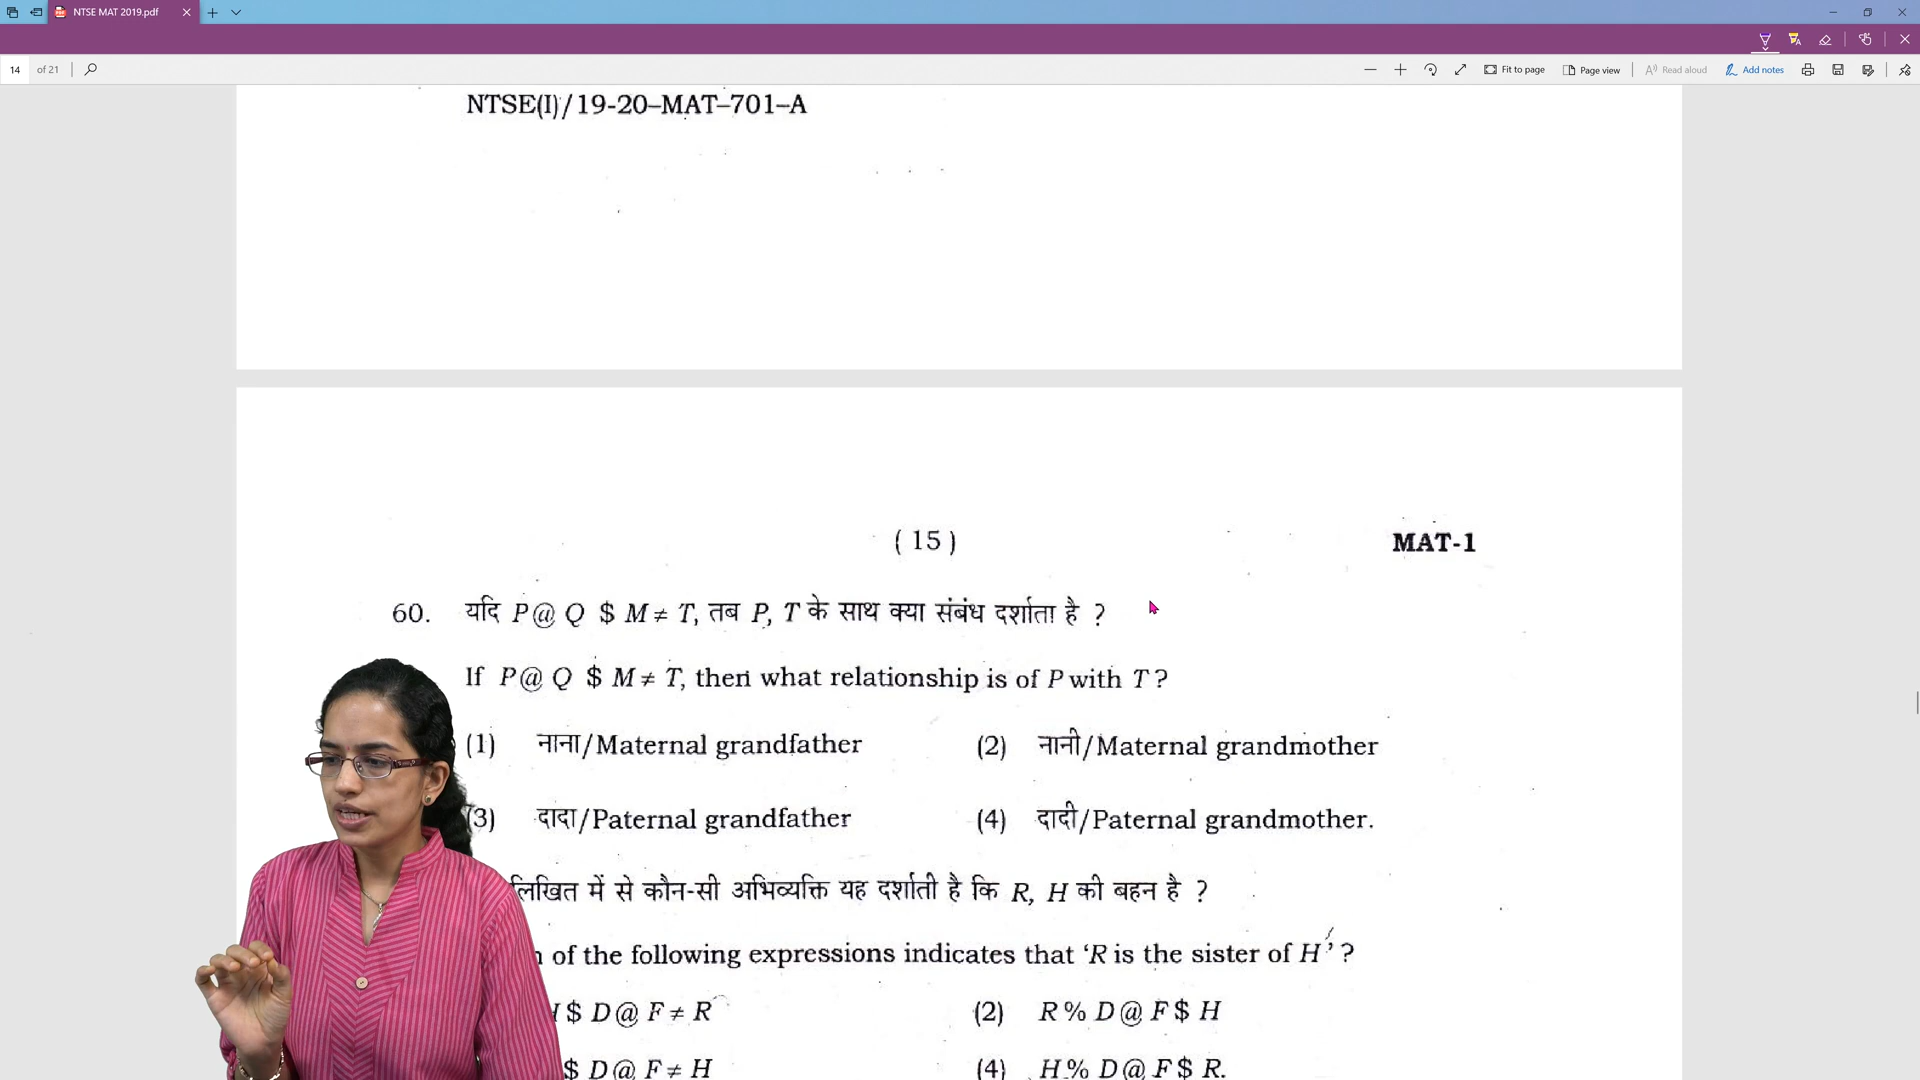 NTSE MAT 2019.pdf
14 of 21
Fit to page
Page view
Read aloud
Add notes
NTSE(I)/19-20–MAT–701–A
( 15 )
MAT-1
60. यदि P@ Q $ M ≠ T, तब P, T के साथ क्या संबंध दर्शाता है ?
If P@ Q $ M ≠ T, then what relationship is of P with T ?
(1) नाना/Maternal grandfather (2) नानी/Maternal grandmother
(3) दादा/Paternal grandfather (4) दादी/Paternal grandmother.
लिखित में से कौन-सी अभिव्यक्ति यह दर्शाती है कि R, H की बहन है ?
of the following expressions indicates that ‘R is the sister of H’ ?
$ D @ F ≠ R (2) R % D @ F $ H
$ D @ F ≠ H (4) H % D @ F $ R.